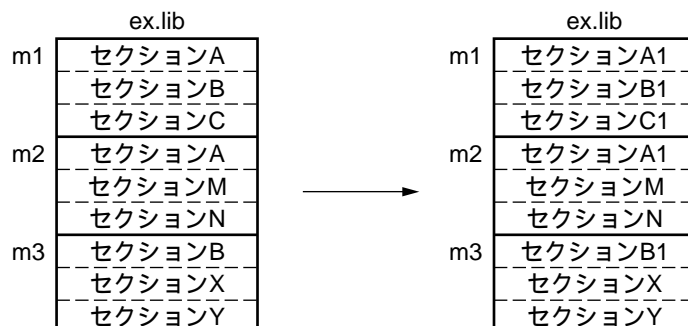 ex.lib ex.lib
m1 セクションA m1 セクションA1
セクションB セクションB1
セクションC セクションC1
m2 セクションA m2 セクションA1
セクションM セクションM
セクションN セクションN
m3 セクションB m3 セクションB1
セクションX セクションX
セクションY セクションY